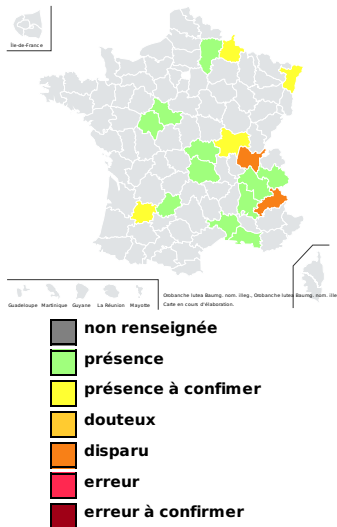 Île-de-France
Guadeloupe Martinique Guyane La Réunion Mayotte
Orobanche lutea Baumg. nom. illeg., Orobanche lutea Baumg. nom. ille
Carte en cours d'élaboration.
non renseignée
présence
présence à confimer
douteux
disparu
erreur
erreur à confirmer